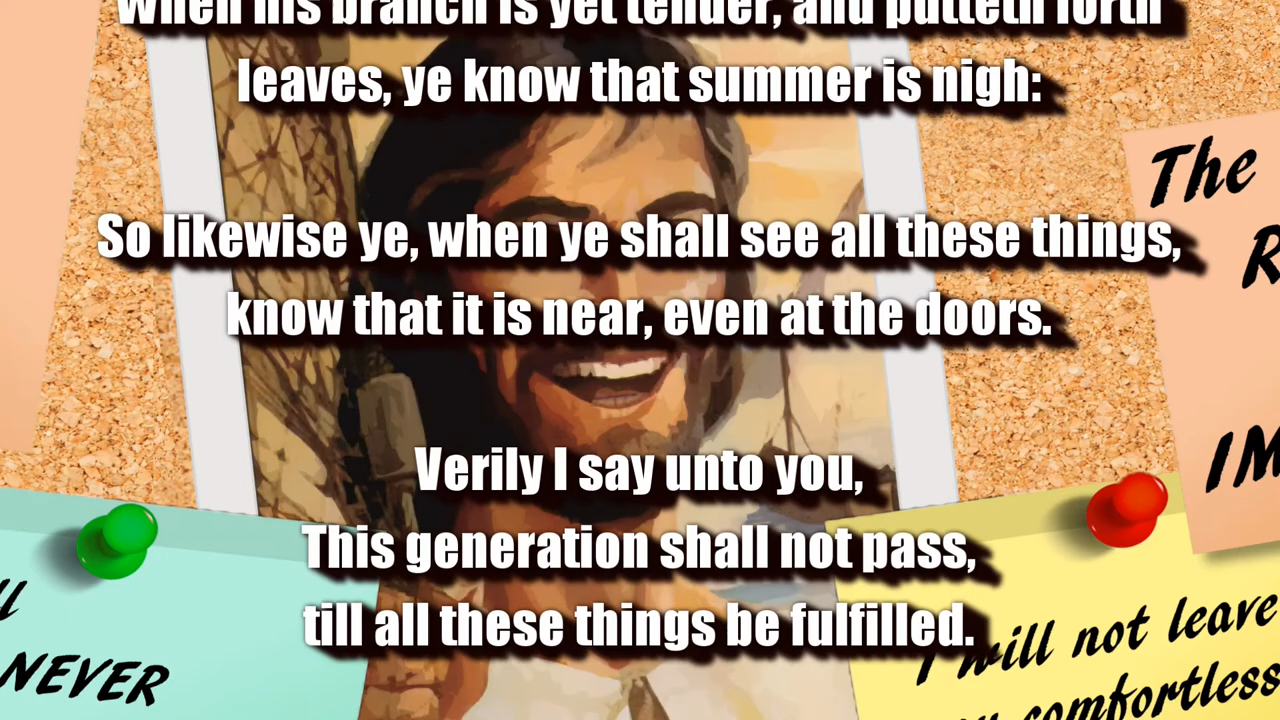 When his branch is yet tender, and putteth forth
leaves, ye know that summer is nigh:
So likewise ye, when ye shall see all these things,
know that it is near, even at the doors.
Verily I say unto you,
This generation shall not pass,
till all these things be fulfilled.
The
R
IM
NEVER
I will not leave
comfortless